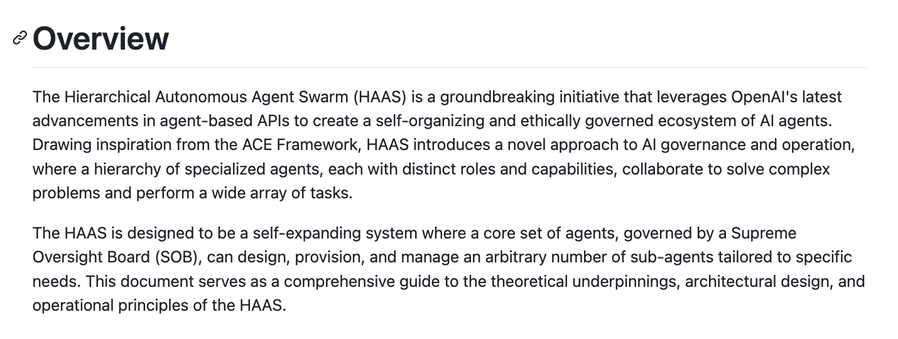 Overview
The Hierarchical Autonomous Agent Swarm (HAAS) is a groundbreaking initiative that leverages OpenAI's latest
advancements in agent-based APIs to create a self-organizing and ethically governed ecosystem of AI agents.
Drawing inspiration from the ACE Framework, HAAS introduces a novel approach to AI governance and operation,
where a hierarchy of specialized agents, each with distinct roles and capabilities, collaborate to solve complex
problems and perform a wide array of tasks.
The HAAS is designed to be a self-expanding system where a core set of agents, governed by a Supreme
Oversight Board (SOB), can design, provision, and manage an arbitrary number of sub-agents tailored to specific
needs. This document serves as a comprehensive guide to the theoretical underpinnings, architectural design, and
operational principles of the HAAS.